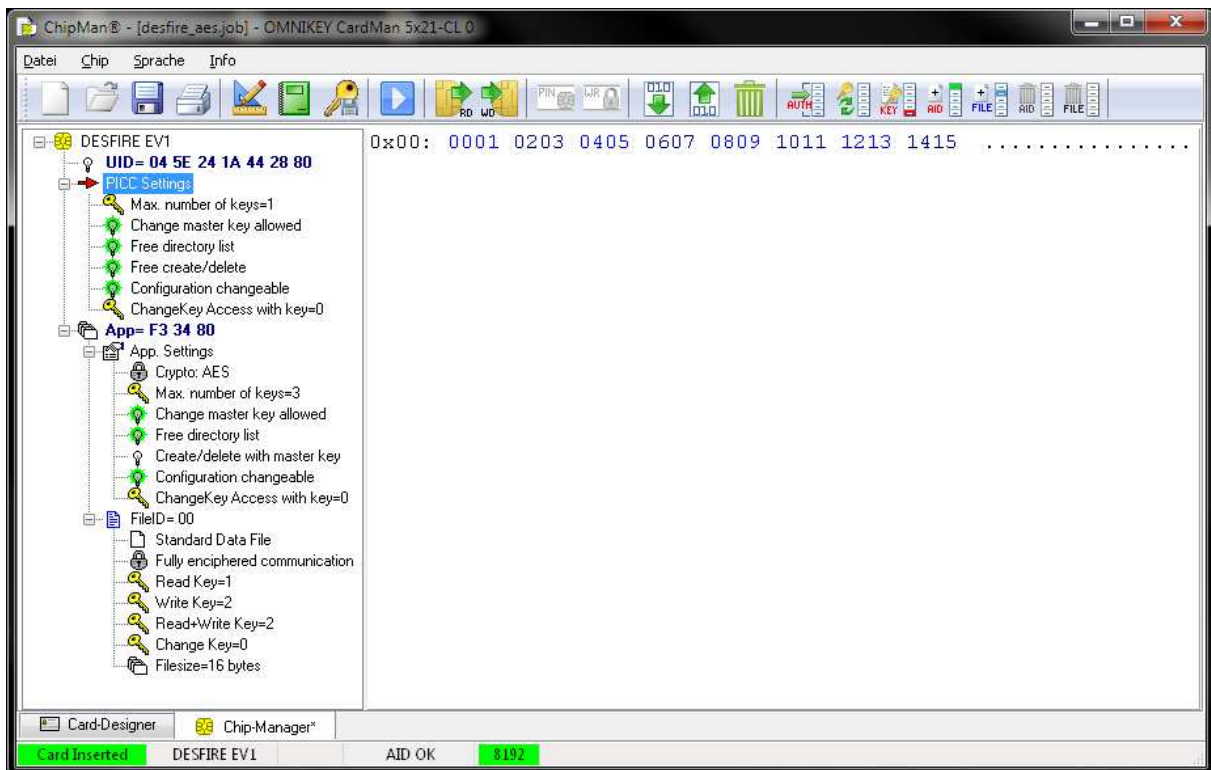 ChipMan® - [desfire_aes.job] - OMNIKEY CardMan 5x21-CL 0
Datei Chip Sprache Info
RD WD PIN WR 010 010 AUTH KEY + AID + FILE AID FILE
DESFIRE EV1
UID= 04 5E 24 1A 44 28 80
PICC Settings
Max. number of keys=1
Change master key allowed
Free directory list
Free create/delete
Configuration changeable
ChangeKey Access with key=0
App= F3 34 80
App. Settings
Crypto: AES
Max. number of keys=3
Change master key allowed
Free directory list
Create/delete with master key
Configuration changeable
ChangeKey Access with key=0
FileID= 00
Standard Data File
Fully enciphered communication
Read Key=1
Write Key=2
Read+Write Key=2
Change Key=0
Filesize=16 bytes
0x00: 0001 0203 0405 0607 0809 1011 1213 1415 ................
Card-Designer Chip-Manager*
Card Inserted DESFIRE EV1 AID OK 8192